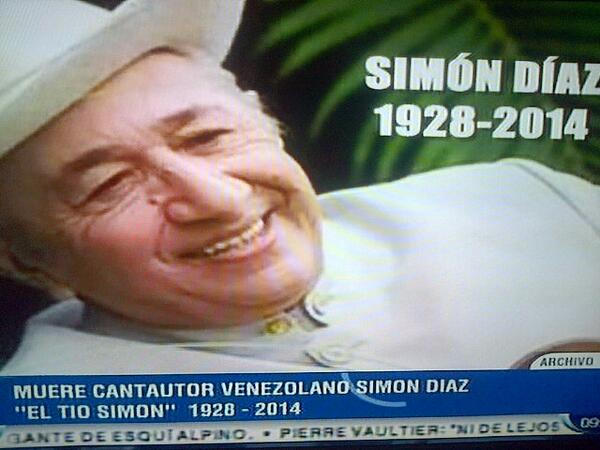 SIMÓN DÍAZ
1928-2014
ARCHIVO
MUERE CANTAUTOR VENEZOLANO SIMON DIAZ
"EL TIO SIMON" 1928 - 2014
GANTE DE ESQUÍ ALPINO. • PIERRE VAULTIER: "NI DE LEJOS